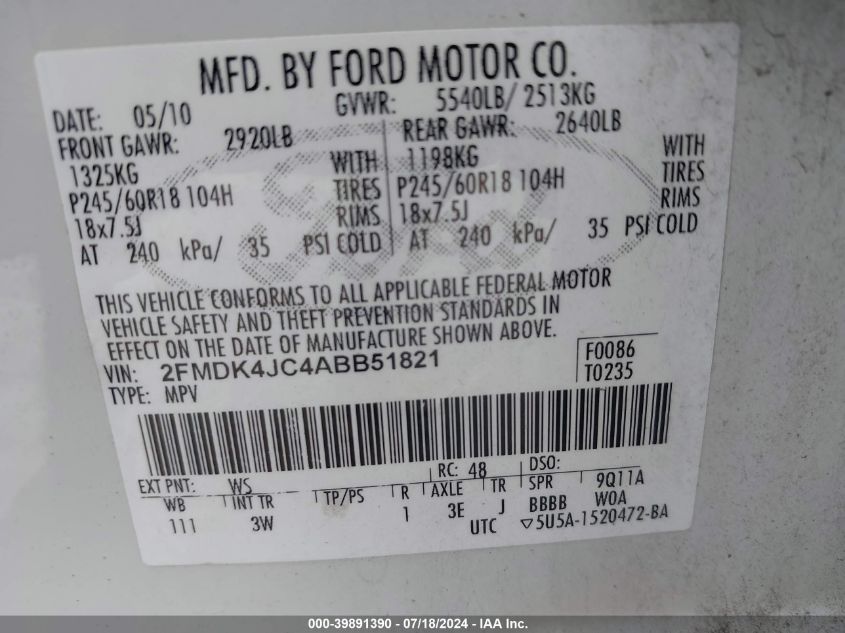 MFD. BY FORD MOTOR CO.
DATE: 05/10 GVWR: 5540LB/ 2513KG
FRONT GAWR: 2920LB REAR GAWR: 2640LB
1325KG WITH 1198KG WITH
P245/60R18 104H TIRES P245/60R18 104H TIRES
18x7.5J RIMS 18x7.5J RIMS
AT 240 kPa/ 35 PSI COLD AT 240 kPa/ 35 PSI COLD
Ford
THIS VEHICLE CONFORMS TO ALL APPLICABLE FEDERAL MOTOR
VEHICLE SAFETY AND THEFT PREVENTION STANDARDS IN
EFFECT ON THE DATE OF MANUFACTURE SHOWN ABOVE.
VIN: 2FMDK4JC4ABB51821 F0086
TYPE: MPV T0235
EXT PNT: WS RC: 48 DSO:
WB INT TR TP/PS R AXLE TR SPR 9Q11A
111 3W 1 3E J BBBB W0A
UTC ▽5U5A-1520472-BA
000-39891390 | 07/18/2024 - IAA Inc.